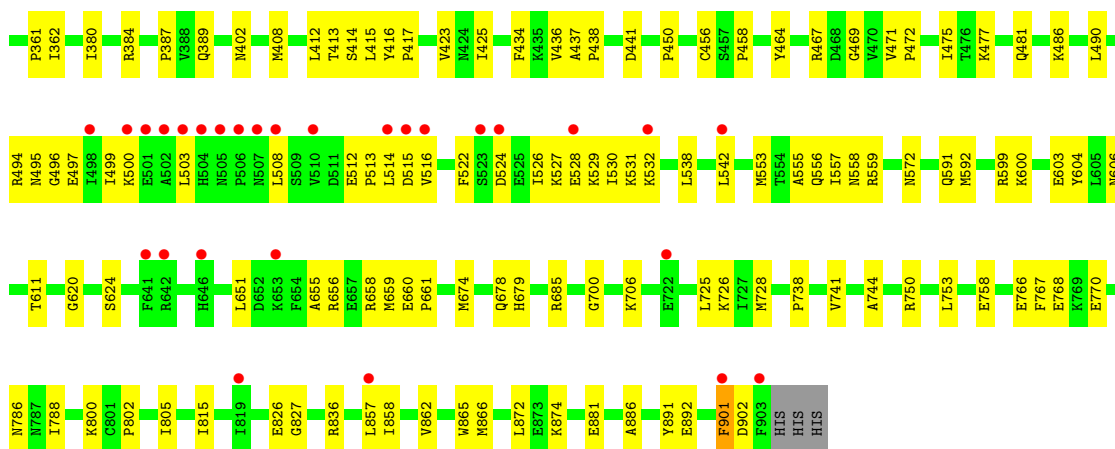 P361 I362 I380 R384 P387 V388 Q389 N402 M408 L412 T413 S414 L415 Y416 P417 V423 N424 I425 F434 K435 V436 A437 P438 D441 P450 C456 S457 P458 Y464 R467 D468 G469 V470 V471 P472 I475 T476 K477 Q481 K486 L490
R494 N495 G496 E497 I498 I499 K500 E501 A502 L503 H504 N505 P506 N507 L508 S509 V510 D511 E512 P513 L514 D515 V516 F522 S523 D524 E525 I526 K527 E528 K529 I530 K531 K532 L538 L542 M553 T554 A555 Q556 I557 N558 R559 N572 Q591 M592 R599 K600 E603 Y604 L605 N606
T611 G620 S624 F641 R642 H646 L651 D652 K653 F654 A655 R656 E657 R658 M659 E660 P661 M674 Q678 H679 R685 G700 K706 E722 L725 K726 I727 M728 P738 V741 A744 R750 L753 E758 E766 F767 E768 K769 E770
N786 N787 I788 K800 C801 P802 I805 I815 I819 E826 G827 R836 L857 I858 V862 W865 M866 L872 E873 K874 E881 A886 Y891 E892 F901 D902 F903 HIS HIS HIS